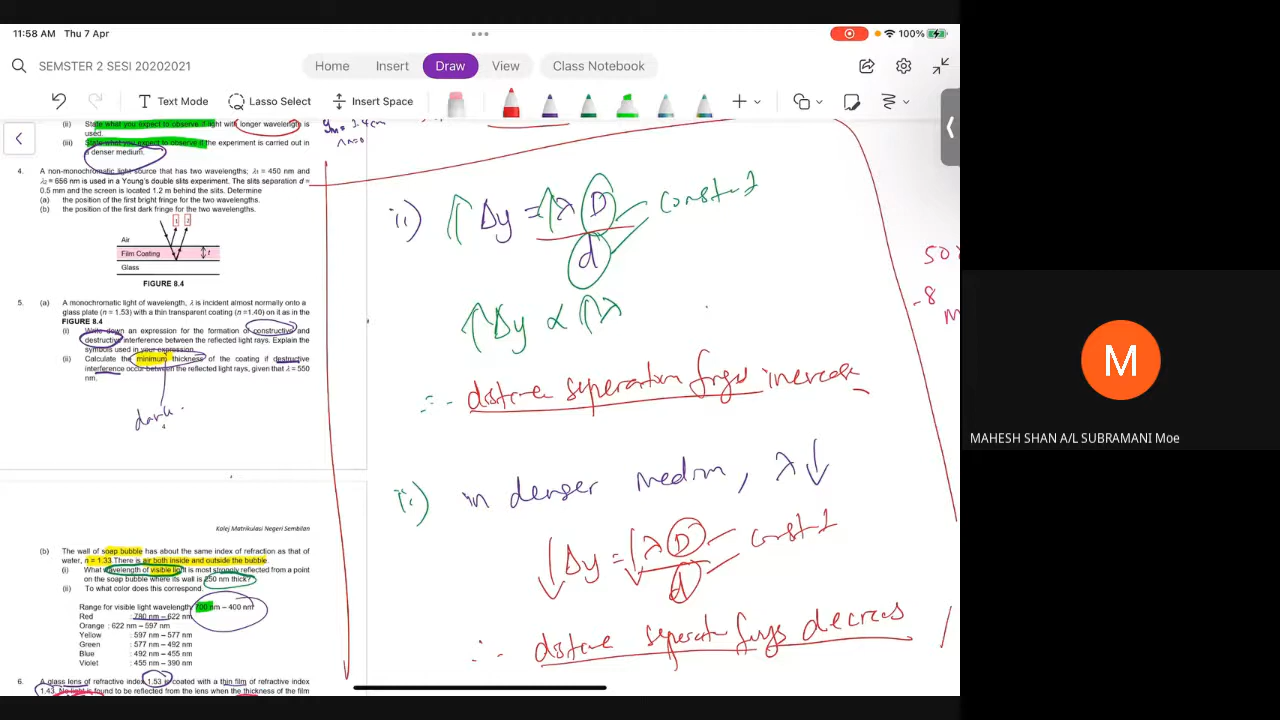 11:58 AM Thu 7 Apr
100%
SEMSTER 2 SESI 20202021
Home
Insert
Draw
View
Class Notebook
Text Mode
Lasso Select
Insert Space
(ii) State what you expect to observe if light with longer wavelength is
used.
(iii) State what you expect to observe if the experiment is carried out in
a denser medium.
4. A non-monochromatic light source that has two wavelengths; λ₁ = 450 nm and
λ₂ = 656 nm is used in a Young's double slits experiment. The slits separation d =
0.5 mm and the screen is located 1.2 m behind the slits. Determine
(a) the position of the first bright fringe for the two wavelengths.
(b) the position of the first dark fringe for the two wavelengths.
1 2
Air
Film Coating t
Glass
FIGURE 8.4
5. (a) A monochromatic light of wavelength, λ is incident almost normally onto a
glass plate (n = 1.53) with a thin transparent coating (n =1.40) on it as in the
FIGURE 8.4
(i) Write down an expression for the formation of constructive and
destructive interference between the reflected light rays. Explain the
symbols used in your expression.
(ii) Calculate the minimum thickness of the coating if destructive
interference occur between the reflected light rays, given that λ = 550
nm.
dark
Kolej Matrikulasi Negeri Sembilan
(b) The wall of soap bubble has about the same index of refraction as that of
water, n = 1.33.There is air both inside and outside the bubble.
(i) What wavelength of visible light is most strongly reflected from a point
on the soap bubble where its wall is 250 nm thick?
(ii) To what color does this correspond.
Range for visible light wavelength 700 nm – 400 nm
Red : 780 nm – 622 nm
Orange : 622 nm – 597 nm
Yellow : 597 nm – 577 nm
Green : 577 nm – 492 nm
Blue : 492 nm – 455 nm
Violet : 455 nm – 390 nm
6. A glass lens of refractive index 1.53 is coated with a thin film of refractive index
1.43. No light is found to be reflected from the lens when the thickness of the film
ii) ↑ Δy = ↑ λ D / d constant
↑ Δy ∝ ↑ λ
∴ distance seperation fringes increase
in denser medium, λ ↓
↓ Δy = ↓ λ D / d constant
∴ distance seperation fringes decreas
50
-8
M
MAHESH SHAN A/L SUBRAMANI Moe